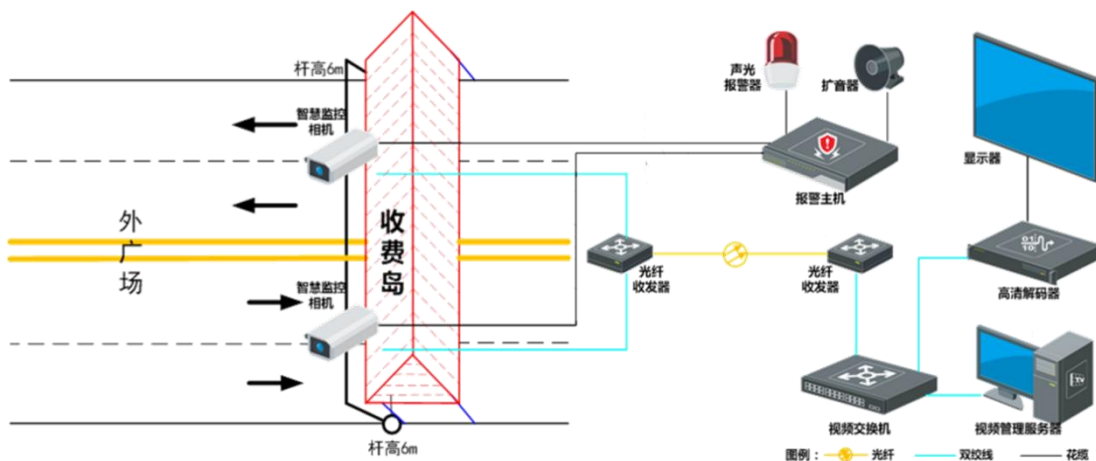 杆高6m
声光
报警器
扩音器
智慧监控
相机
显示器
报警主机
外
广
场
收
费
岛
智慧监控
相机
光纤
收发器
光纤
收发器
01
10
高清解码器
TV
杆高6m
视频交换机
视频管理服务器
图例：
光纤
双绞线
花缆